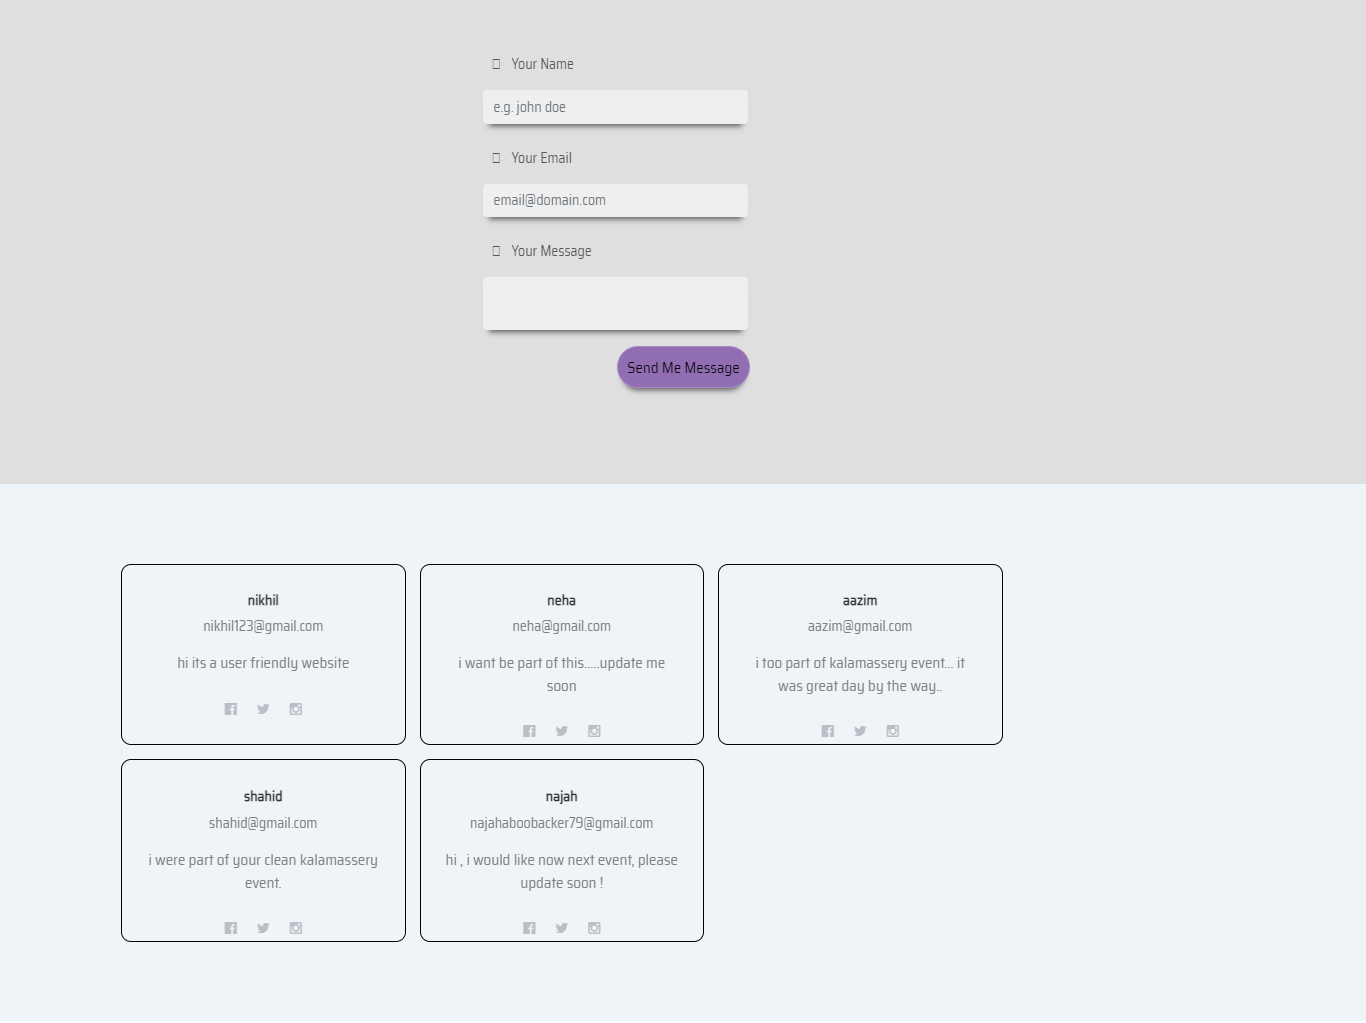 Your Name
e.g. john doe
Your Email
email@domain.com
Your Message
Send Me Message
nikhil
nikhil123@gmail.com
hi its a user friendly website
neha
neha@gmail.com
i want be part of this.....update me
soon
aazim
aazim@gmail.com
i too part of kalamassery event... it
was great day by the way..
shahid
shahid@gmail.com
i were part of your clean kalamassery
event.
najah
najahaboobacker79@gmail.com
hi , i would like now next event, please
update soon !